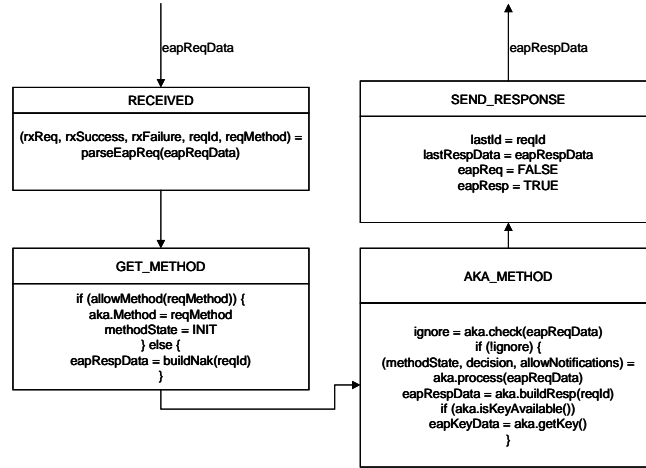 eapReqData
RECEIVED
(rxReq, rxSuccess, rxFailure, reqId, reqMethod) =
parseEapReq(eapReqData)
GET_METHOD
if (allowMethod(reqMethod)) {
aka.Method = reqMethod
methodState = INIT
} else {
eapRespData = buildNak(reqId)
}
eapRespData
SEND_RESPONSE
lastId = reqId
lastRespData = eapRespData
eapReq = FALSE
eapResp = TRUE
AKA_METHOD
ignore = aka.check(eapReqData)
if (!ignore) {
(methodState, decision, allowNotifications) =
aka.process(eapReqData)
eapRespData = aka.buildResp(reqId)
if (aka.isKeyAvailable())
eapKeyData = aka.getKey()
}